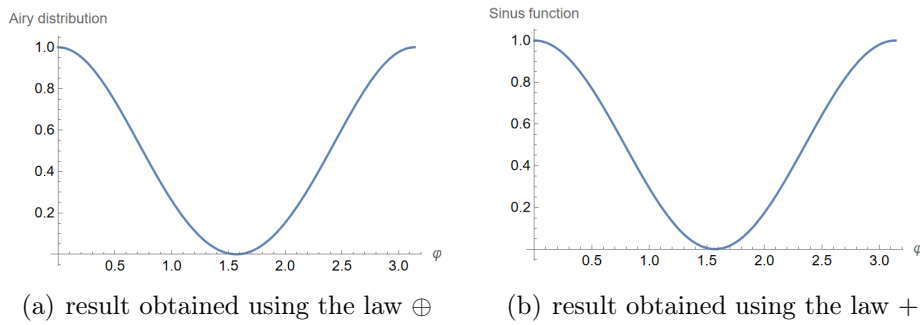 Airy distribution
1.0
0.8
0.6
0.4
0.2
0.5 1.0 1.5 2.0 2.5 3.0 φ
(a) result obtained using the law ⊕
Sinus function
1.0
0.8
0.6
0.4
0.2
0.5 1.0 1.5 2.0 2.5 3.0 φ
(b) result obtained using the law +